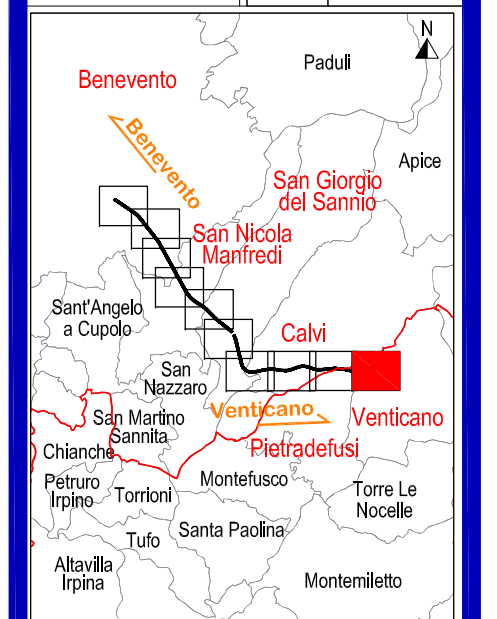 N
Paduli
Benevento
Benevento
Apice
San Giorgio
del Sannio
San Nicola
Manfredi
Sant'Angelo
a Cupolo
Calvi
San
Nazzaro
Venticano
Venticano
San Martino
Sannita
Pietradefusi
Chianche
Petruro
Irpino
Torrioni
Montefusco
Torre Le
Nocelle
Santa Paolina
Tufo
Altavilla
Irpina
Montemiletto